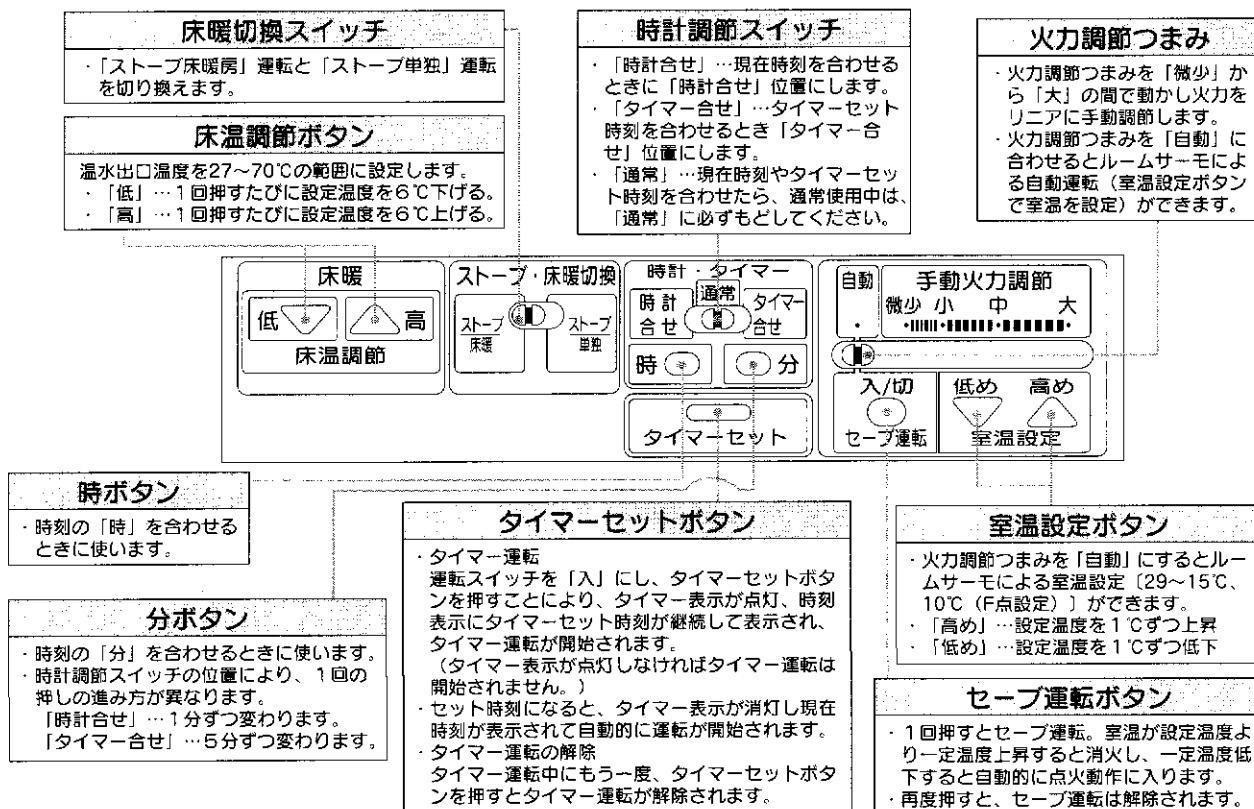 床暖切換スイッチ
・「ストーブ床暖房」運転と「ストーブ単独」運転
を切り換えます。
床温調節ボタン
温水出口温度を27〜70℃の範囲に設定します。
・「低」…1回押すたびに設定温度を6℃下げる。
・「高」…1回押すたびに設定温度を6℃上げる。
時計調節スイッチ
・「時計合せ」…現在時刻を合わせる
ときに「時計合せ」位置にします。
・「タイマー合せ」…タイマーセット
時刻を合わせるとき「タイマー合
せ」位置にします。
・「通常」…現在時刻やタイマーセッ
ト時刻を合わせたら、通常使用中は、
「通常」に必ずもどしてください。
火力調節つまみ
・火力調節つまみを「微少」か
ら「大」の間で動かし火力を
リニアに手動調節します。
・火力調節つまみを「自動」に
合わせるとルームサーモによ
る自動運転（室温設定ボタン
で室温を設定）ができます。
床暖
低 高
床温調節
ストーブ・床暖切換
ストーブ
床暖
ストーブ
単独
時計・タイマー
時計
合せ
通常
タイマー
合せ
時 分
タイマーセット
自動
手動火力調節
微少 小 中 大
入/切
セーブ運転
低め 高め
室温設定
時ボタン
・時刻の「時」を合わせる
ときに使います。
分ボタン
・時刻の「分」を合わせるときに使います。
・時計調節スイッチの位置により、1回の
押しの進み方が異なります。
「時計合せ」…1分ずつ変わります。
「タイマー合せ」…5分ずつ変わります。
タイマーセットボタン
・タイマー運転
運転スイッチを「入」にし、タイマーセットボタ
ンを押すことにより、タイマー表示が点灯、時刻
表示にタイマーセット時刻が継続して表示され、
タイマー運転が開始されます。
（タイマー表示が点灯しなければタイマー運転は
開始されません。）
・セット時刻になると、タイマー表示が消灯し現在
時刻が表示されて自動的に運転が開始されます。
・タイマー運転の解除
タイマー運転中にもう一度、タイマーセットボタ
ンを押すとタイマー運転が解除されます。
室温設定ボタン
・火力調節つまみを「自動」にするとルー
ムサーモによる室温設定〔29〜15℃、
10℃（F点設定）〕ができます。
・「高め」…設定温度を1℃ずつ上昇
・「低め」…設定温度を1℃ずつ低下
セーブ運転ボタン
・1回押すとセーブ運転。室温が設定温度よ
り一定温度上昇すると消火し、一定温度低
下すると自動的に点火動作に入ります。
・再度押すと、セーブ運転は解除されます。